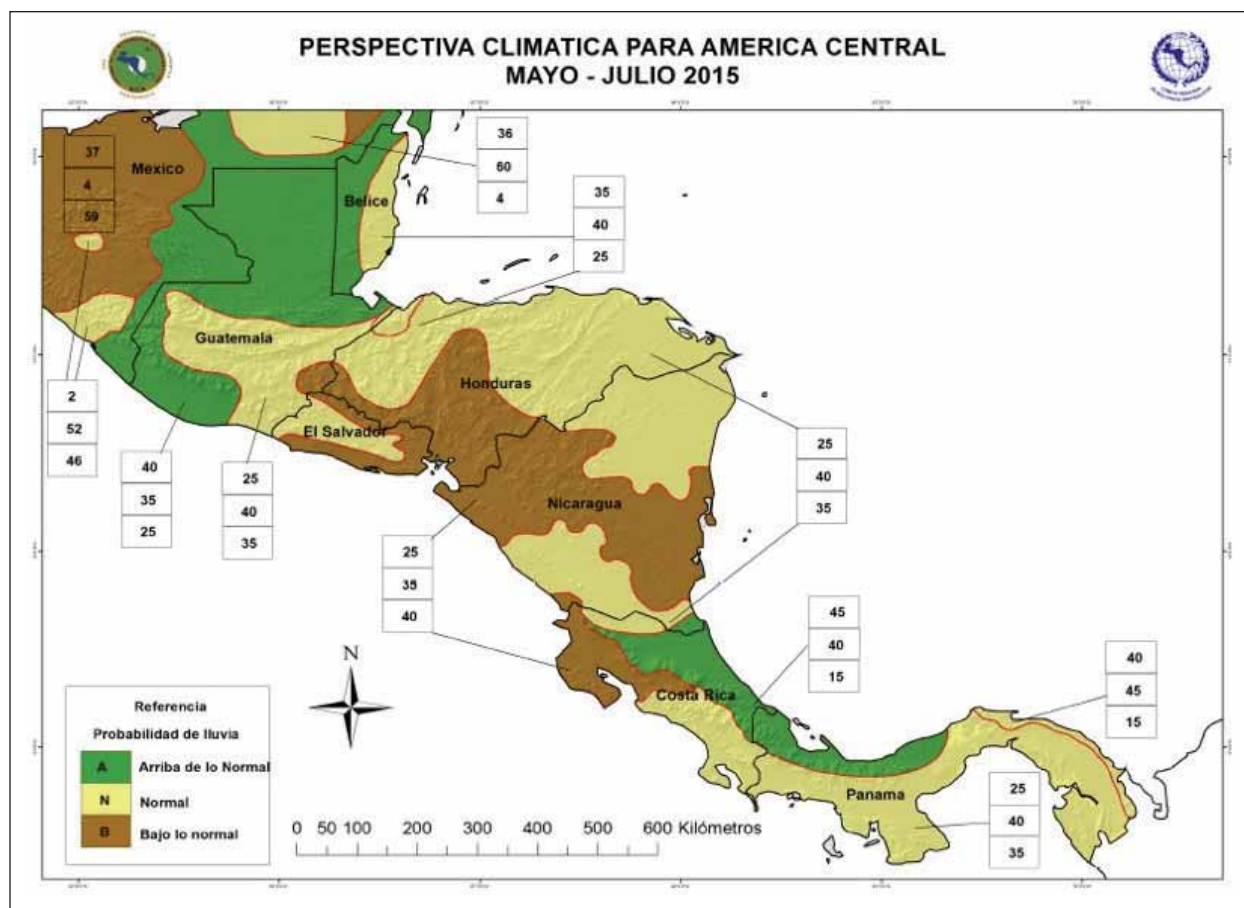 PERSPECTIVA CLIMATICA PARA AMERICA CENTRAL
MAYO - JULIO 2015
37
4
59
Mexico
36
60
4
Belice
35
40
25
Guatemala
Honduras
El Salvador
Nicaragua
2
52
46
40
35
25
25
40
35
25
40
35
25
35
40
45
40
15
Costa Rica
40
45
15
Panama
25
40
35
N
Referencia
Probabilidad de lluvia
A Arriba de lo Normal
N Normal
B Bajo lo normal
0 50 100 200 300 400 500 600 Kilómetros